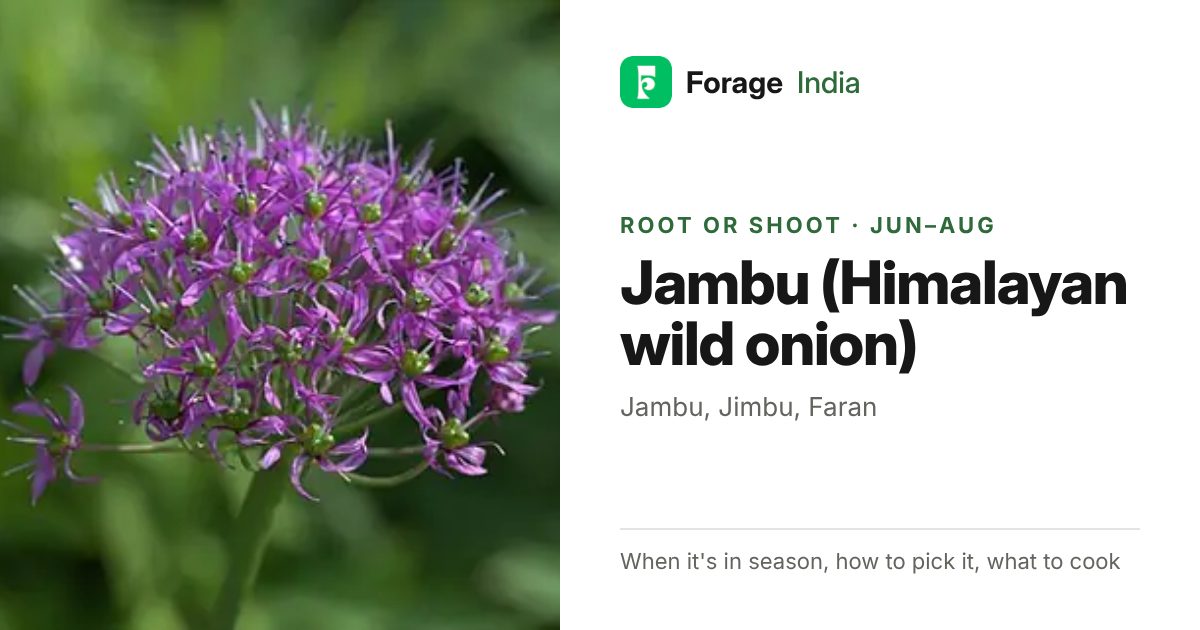 Forage India
ROOT OR SHOOT · JUN–AUG
Jambu (Himalayan
wild onion)
Jambu, Jimbu, Faran
When it's in season, how to pick it, what to cook